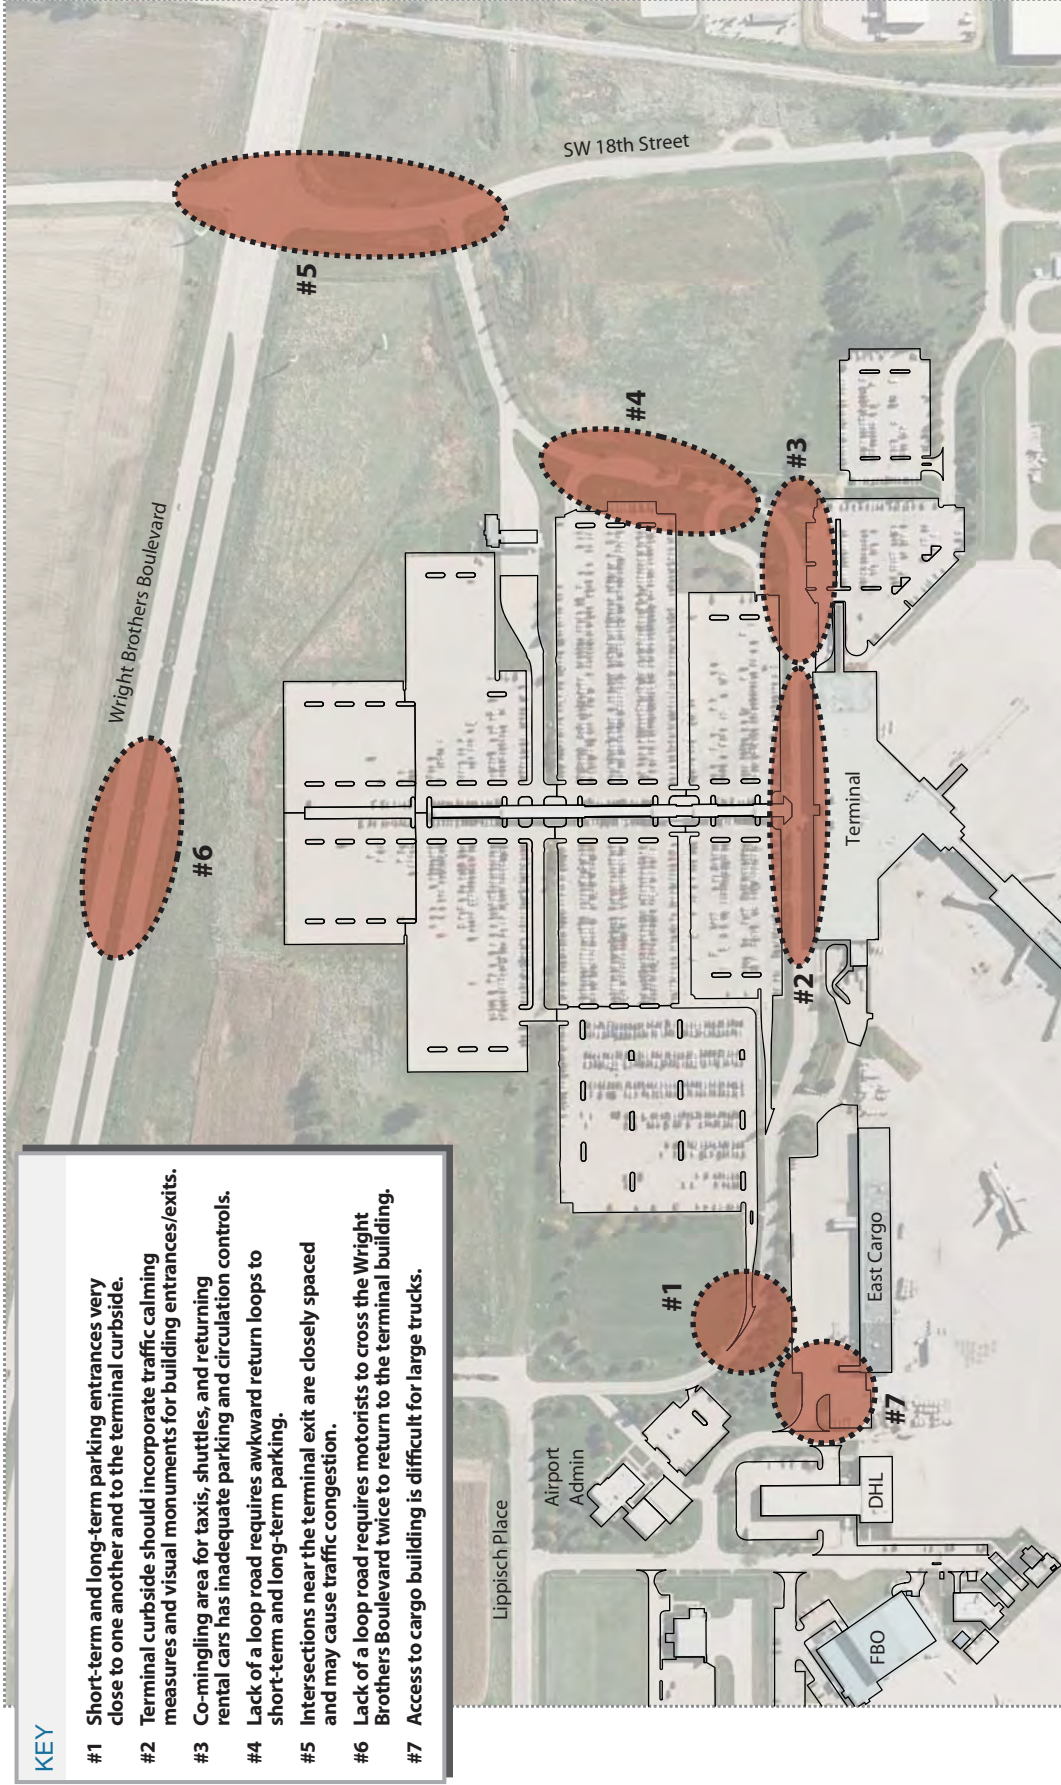 KEY
#1 Short-term and long-term parking entrances very
close to one another and to the terminal curbside.
#2 Terminal curbside should incorporate traffic calming
measures and visual monuments for building entrances/exits.
#3 Co-mingling area for taxis, shuttles, and returning
rental cars has inadequate parking and circulation controls.
#4 Lack of a loop road requires awkward return loops to
short-term and long-term parking.
#5 Intersections near the terminal exit are closely spaced
and may cause traffic congestion.
#6 Lack of a loop road requires motorists to cross the Wright
Brothers Boulevard twice to return to the terminal building.
#7 Access to cargo building is difficult for large trucks.
Wright Brothers Boulevard
#6
#5
SW 18th Street
#4
#3
#2
Terminal
#1
East Cargo
#7
Lippisch Place
Airport
Admin
DHL
FBO